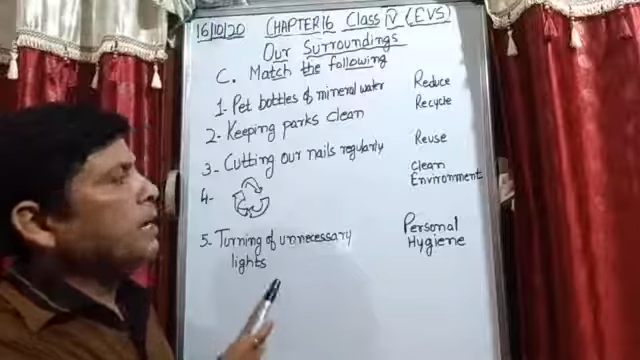 16/10/20 CHAPTER 16 Class IV (EVS)
Our Surroundings
C. Match the following
1- Pet bottles of mineral water Reduce
2- Keeping parks clean Recycle
3- Cutting our nails regularly Reuse
4- Clean Environment
5- Turning of unnecessary lights Personal Hygiene